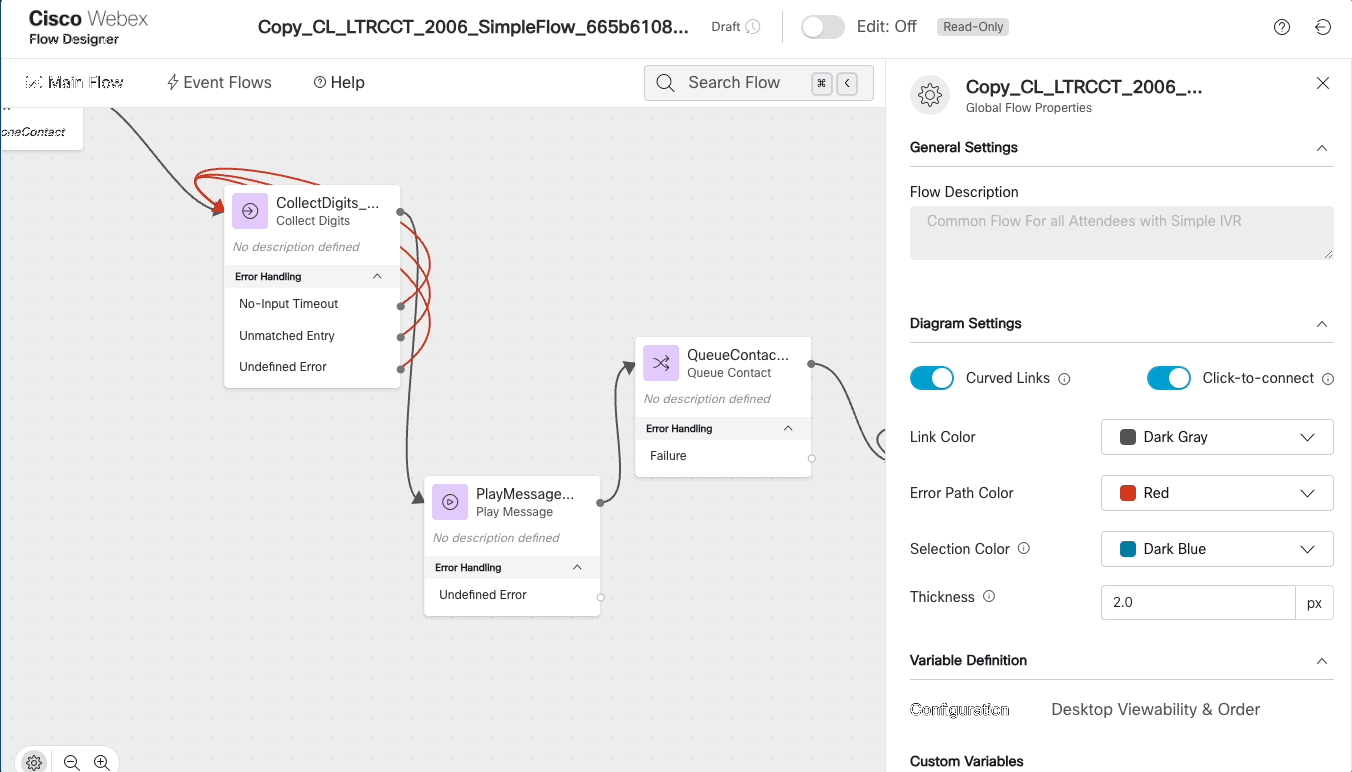 Cisco Webex
Flow Designer
Copy_CL_LTRCCT_2006_SimpleFlow_665b6108...
Draft
Edit: Off
Read-Only
Main Flow
Event Flows
Help
Search Flow
⌘
oneContact
CollectDigits_...
Collect Digits
No description defined
Error Handling
No-Input Timeout
Unmatched Entry
Undefined Error
PlayMessage...
Play Message
No description defined
Error Handling
Undefined Error
QueueContac...
Queue Contact
No description defined
Error Handling
Failure
Copy_CL_LTRCCT_2006_...
Global Flow Properties
General Settings
Flow Description
Common Flow For all Attendees with Simple IVR
Diagram Settings
Curved Links
Click-to-connect
Link Color
Dark Gray
Error Path Color
Red
Selection Color
Dark Blue
Thickness
2.0 px
Variable Definition
Configuration
Desktop Viewability & Order
Custom Variables